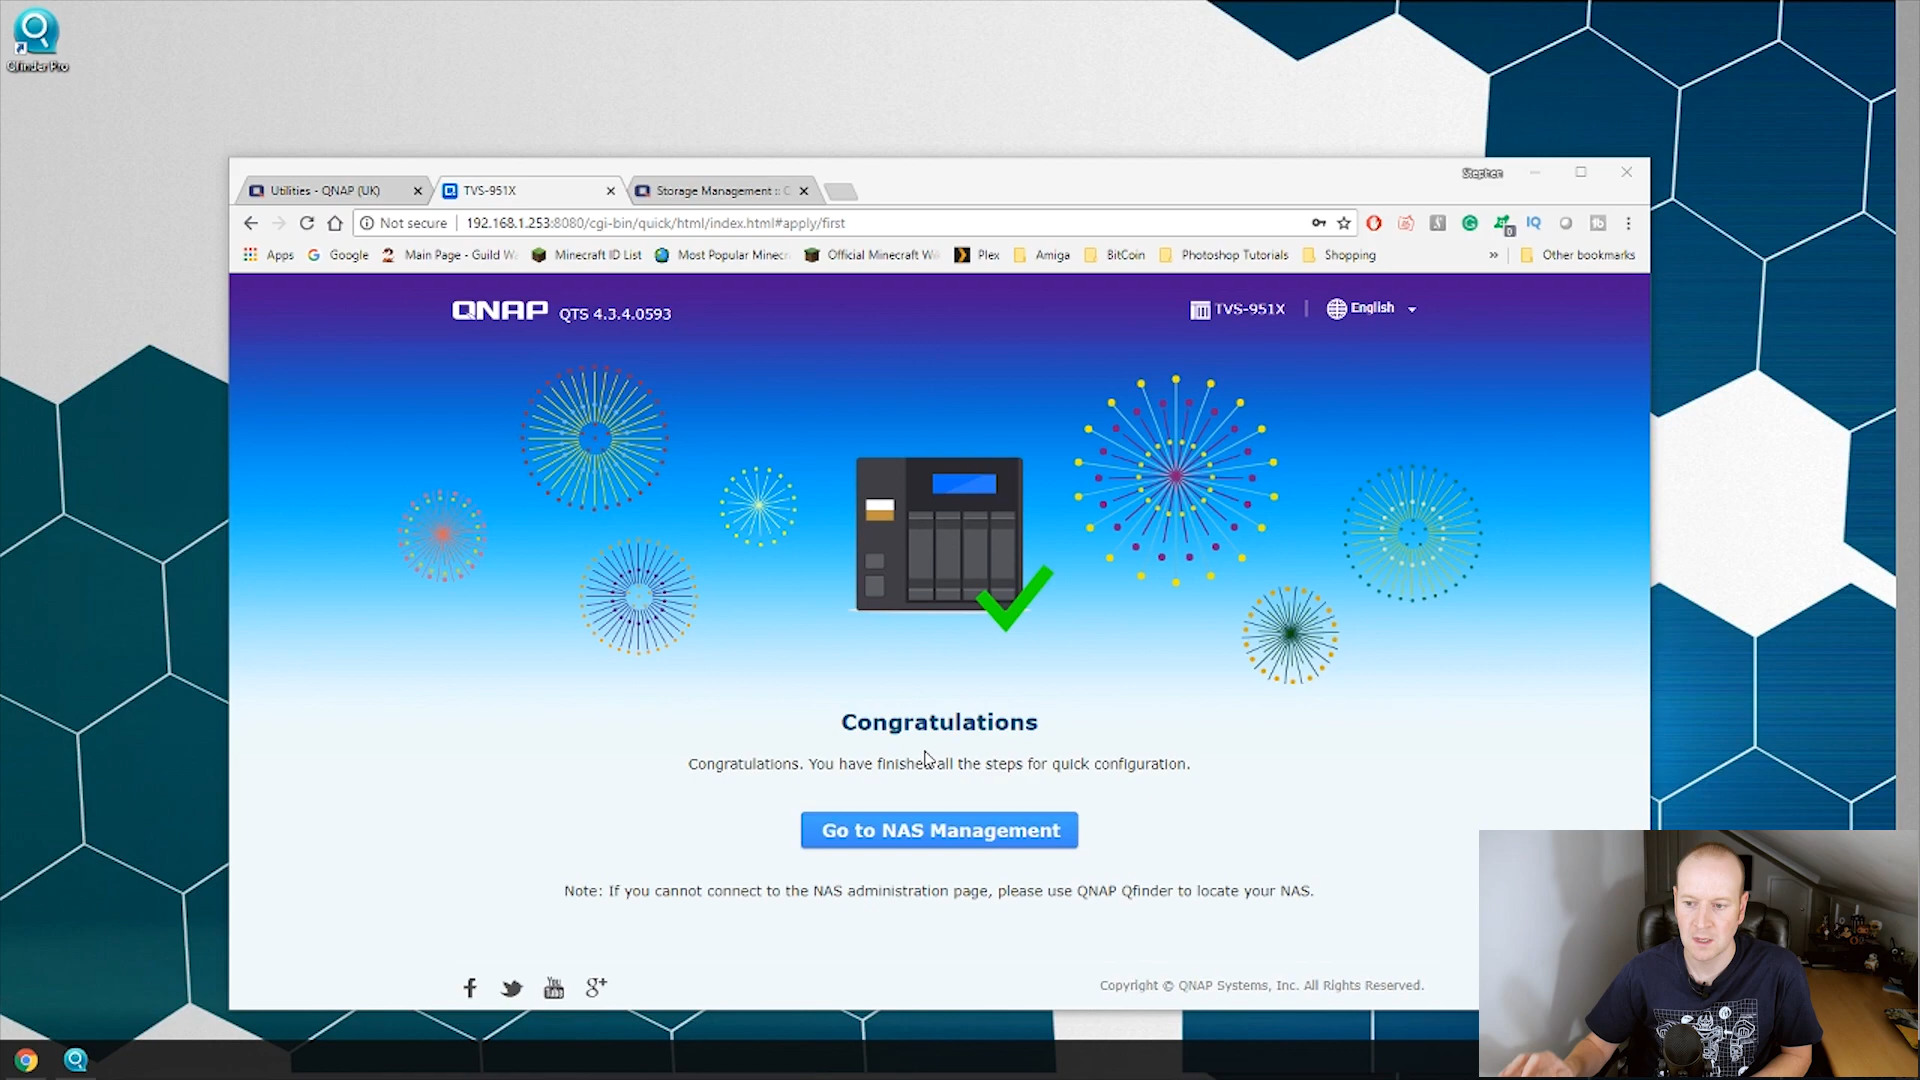 Qfinder Pro
Stephen
Utilities - QNAP (UK)
TVS-951X
Storage Management :: C
Not secure
192.168.1.253:8080/cgi-bin/quick/html/index.html#apply/first
IQ
0
Apps
Google
Main Page - Guild W
Minecraft ID List
Most Popular Minec
Official Minecraft W
Plex
Amiga
BitCoin
Photoshop Tutorials
Shopping
»
Other bookmarks
QNAP QTS 4.3.4.0593
TVS-951X | English
Congratulations
Congratulations. You have finished all the steps for quick configuration.
Go to NAS Management
Note: If you cannot connect to the NAS administration page, please use QNAP Qfinder to locate your NAS.
Copyright © QNAP Systems, Inc. All Rights Reserved.